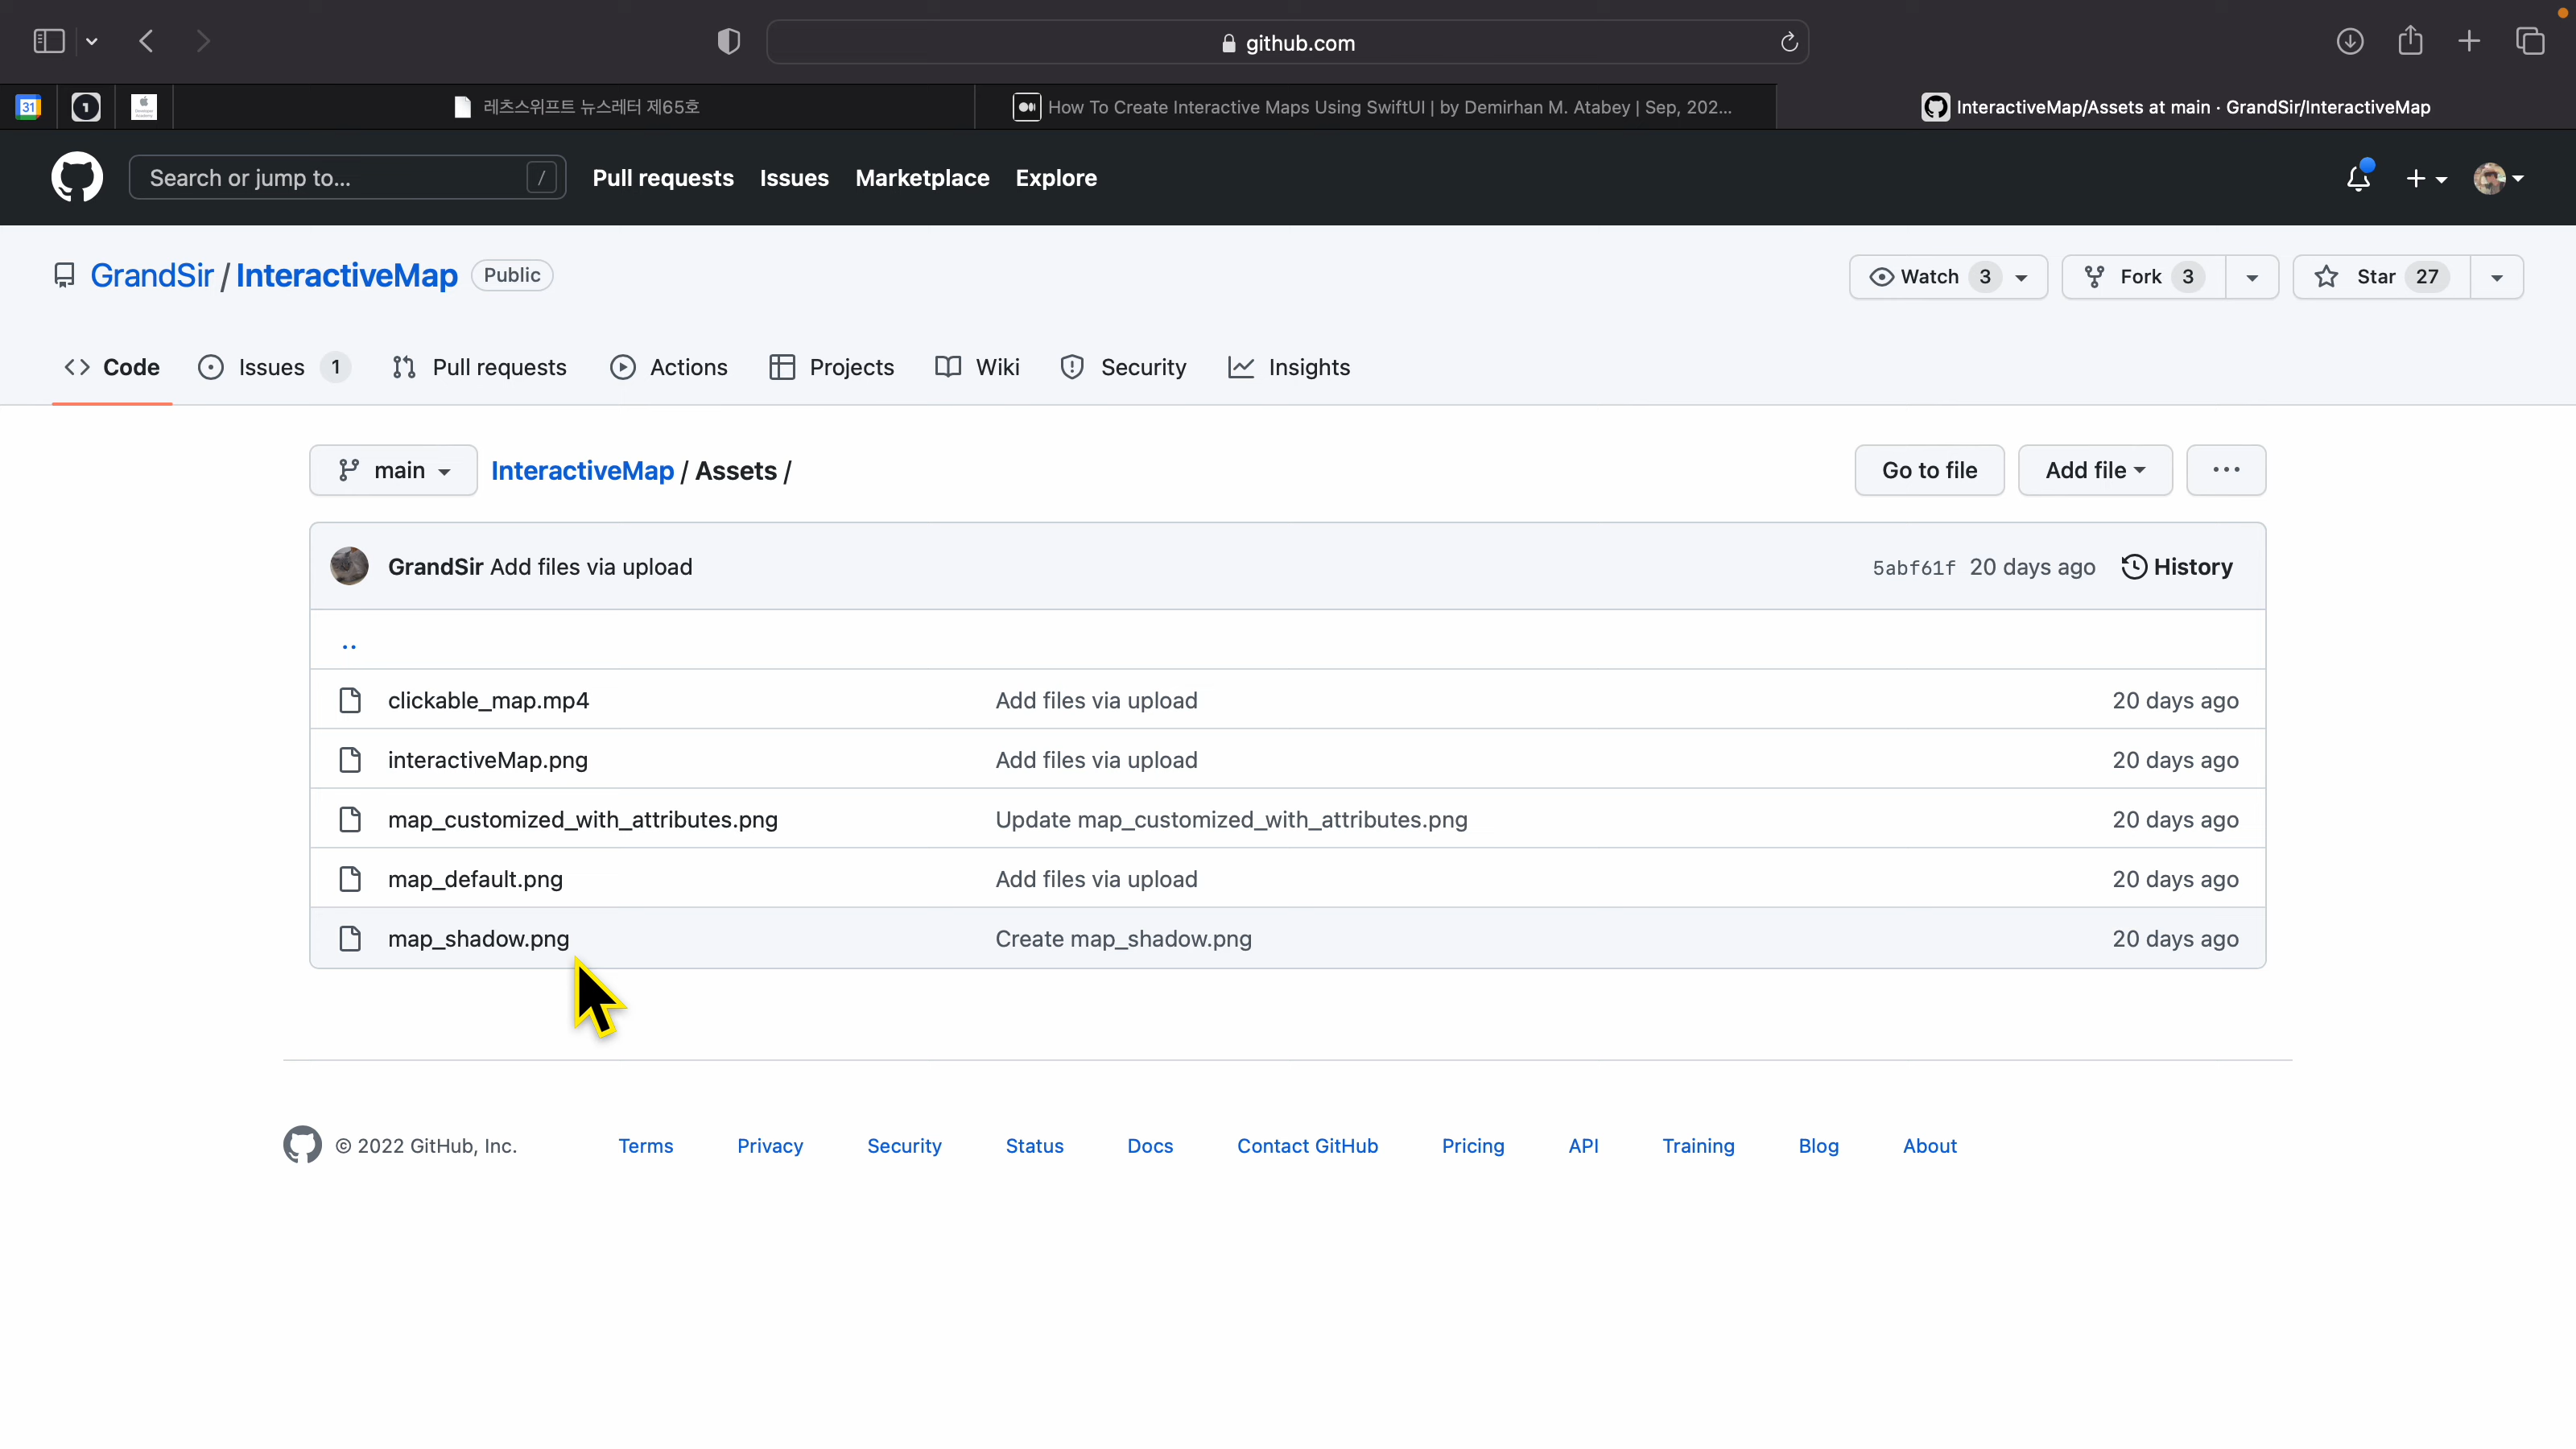 github.com
31
1
레츠스위프트 뉴스레터 제65호
How To Create Interactive Maps Using SwiftUI | by Demirhan M. Atabey | Sep, 202...
InteractiveMap/Assets at main · GrandSir/InteractiveMap
Search or jump to...
/
Pull requests
Issues
Marketplace
Explore
GrandSir / InteractiveMap
Public
Watch 3
Fork 3
Star 27
Code
Issues 1
Pull requests
Actions
Projects
Wiki
Security
Insights
main
InteractiveMap / Assets /
Go to file
Add file
...
GrandSir Add files via upload
5abf61f 20 days ago
History
..
clickable_map.mp4 Add files via upload 20 days ago
interactiveMap.png Add files via upload 20 days ago
map_customized_with_attributes.png Update map_customized_with_attributes.png 20 days ago
map_default.png Add files via upload 20 days ago
map_shadow.png Create map_shadow.png 20 days ago
© 2022 GitHub, Inc.
Terms
Privacy
Security
Status
Docs
Contact GitHub
Pricing
API
Training
Blog
About